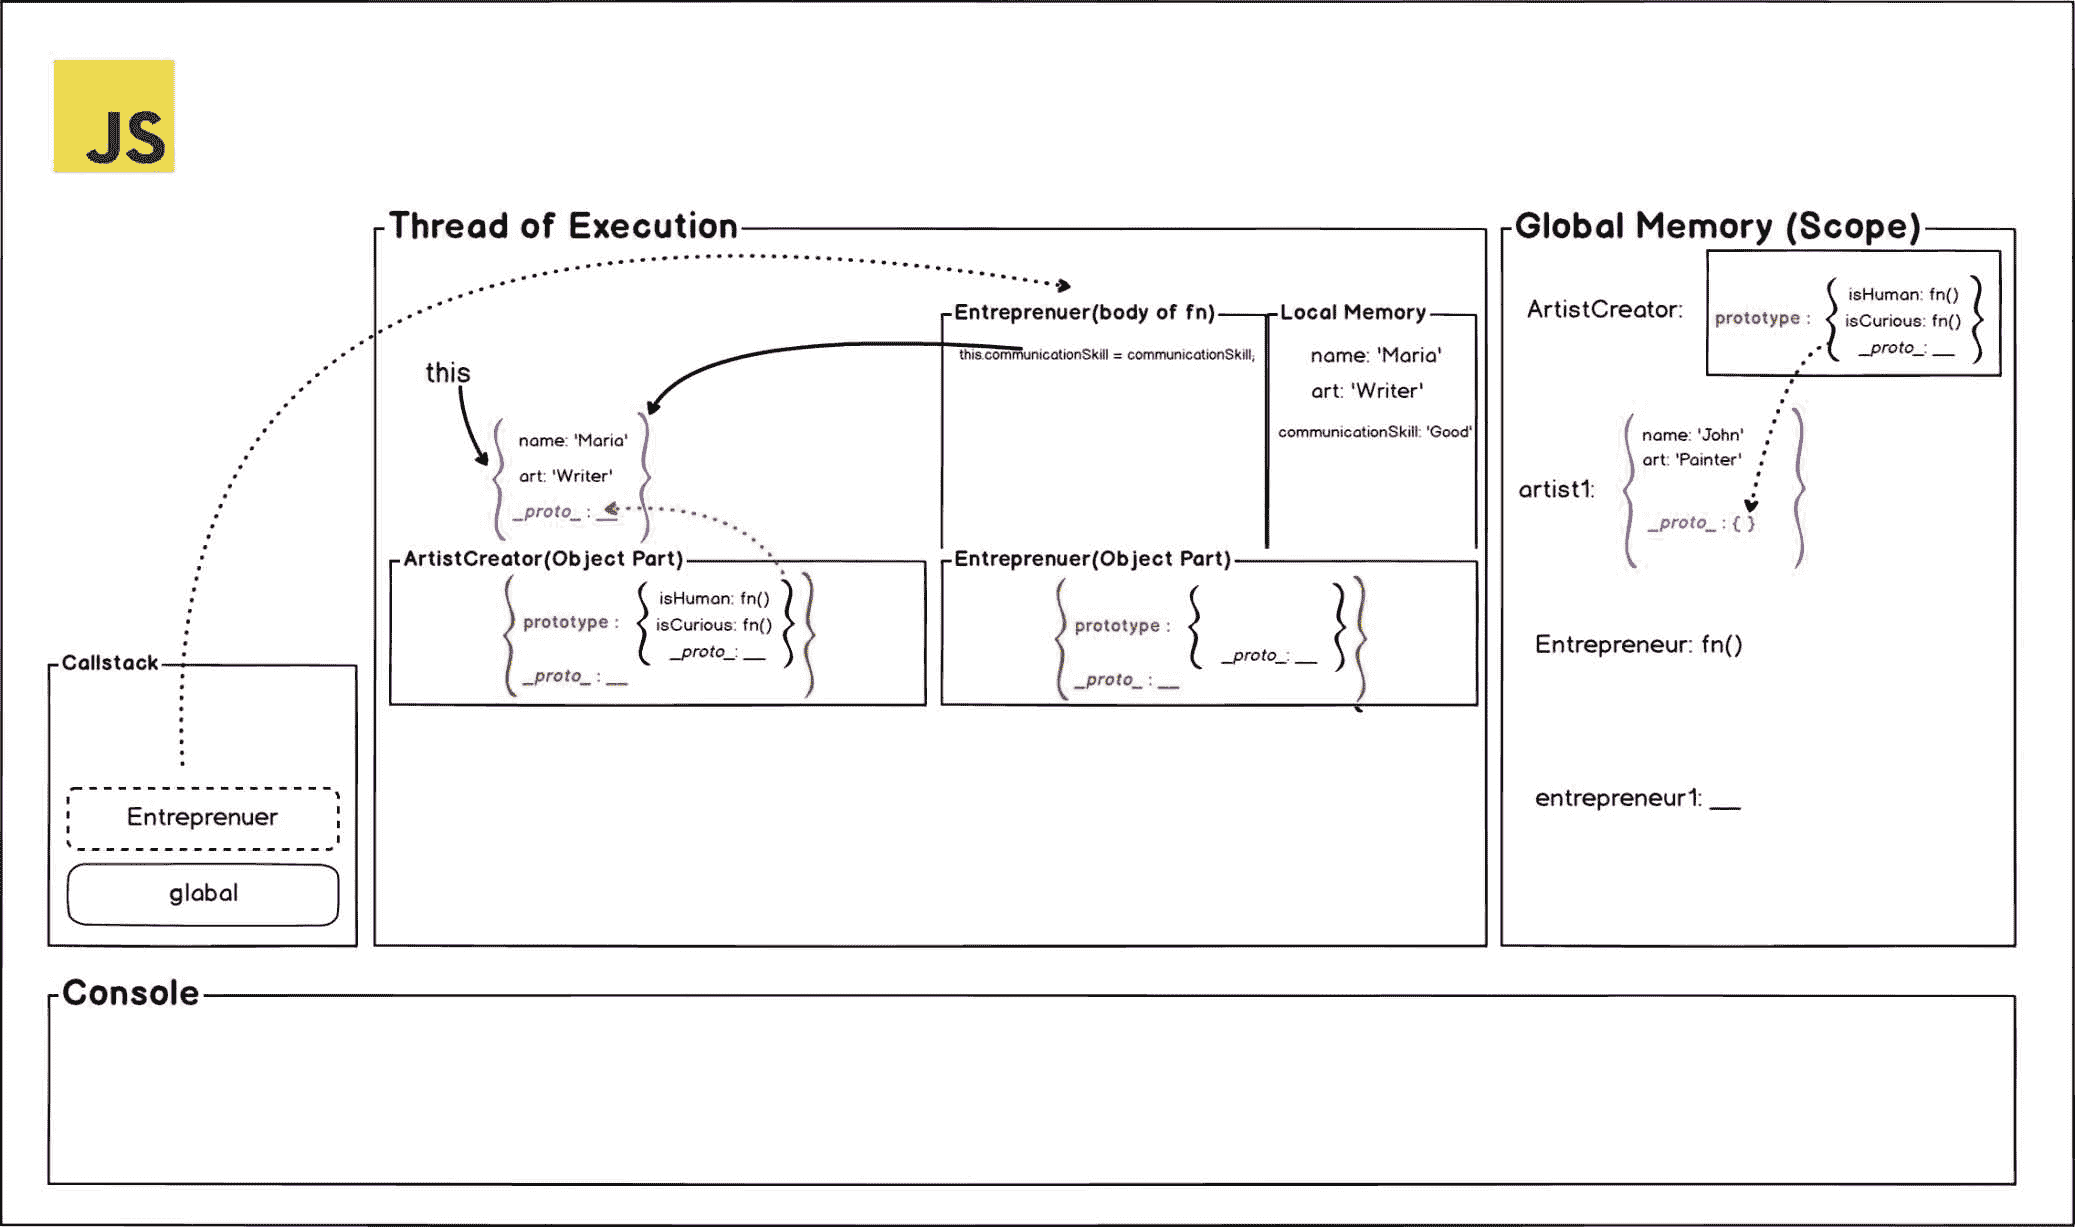 JS
Thread of Execution
Global Memory (Scope)
Entreprenuer(body of fn)
Local Memory
this.communicationSkill = communicationSkill;
name: 'Maria'
art: 'Writer'
communicationSkill: 'Good'
this
name: 'Maria'
art: 'Writer'
_proto_ : __
ArtistCreator(Object Part)
prototype :
isHuman: fn()
isCurious: fn()
_proto_: __
_proto_ : __
Entreprenuer(Object Part)
prototype :
_proto_: __
_proto_ : __
ArtistCreator:
prototype :
isHuman: fn()
isCurious: fn()
_proto_: __
artist1:
name: 'John'
art: 'Painter'
_proto_ : { }
Entrepreneur: fn()
entrepreneur1: __
Callstack
Entreprenuer
glabal
Console